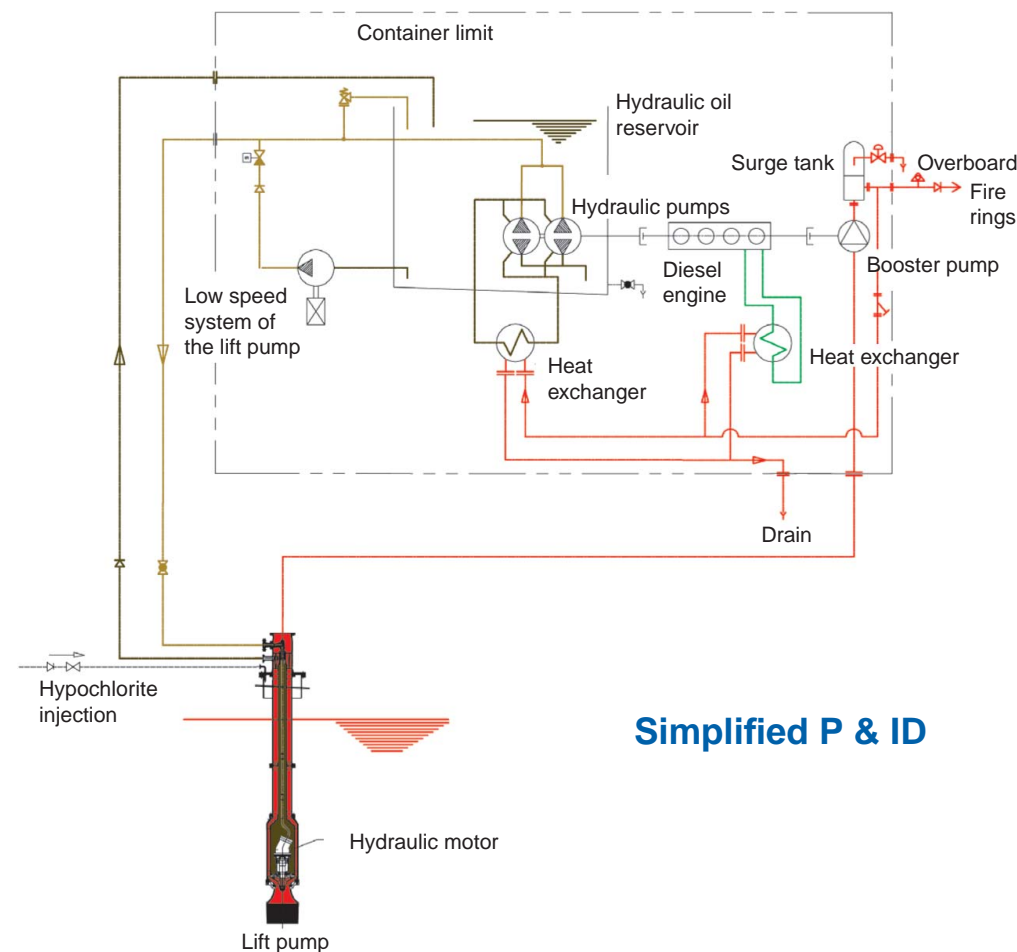 Container limit
Hydraulic oil
reservoir
Surge tank
Overboard
Fire
rings
Hydraulic pumps
Low speed
system of
the lift pump
Diesel
engine
Booster pump
Heat
exchanger
Heat exchanger
Drain
Hypochlorite
injection
Simplified P & ID
Hydraulic motor
Lift pump